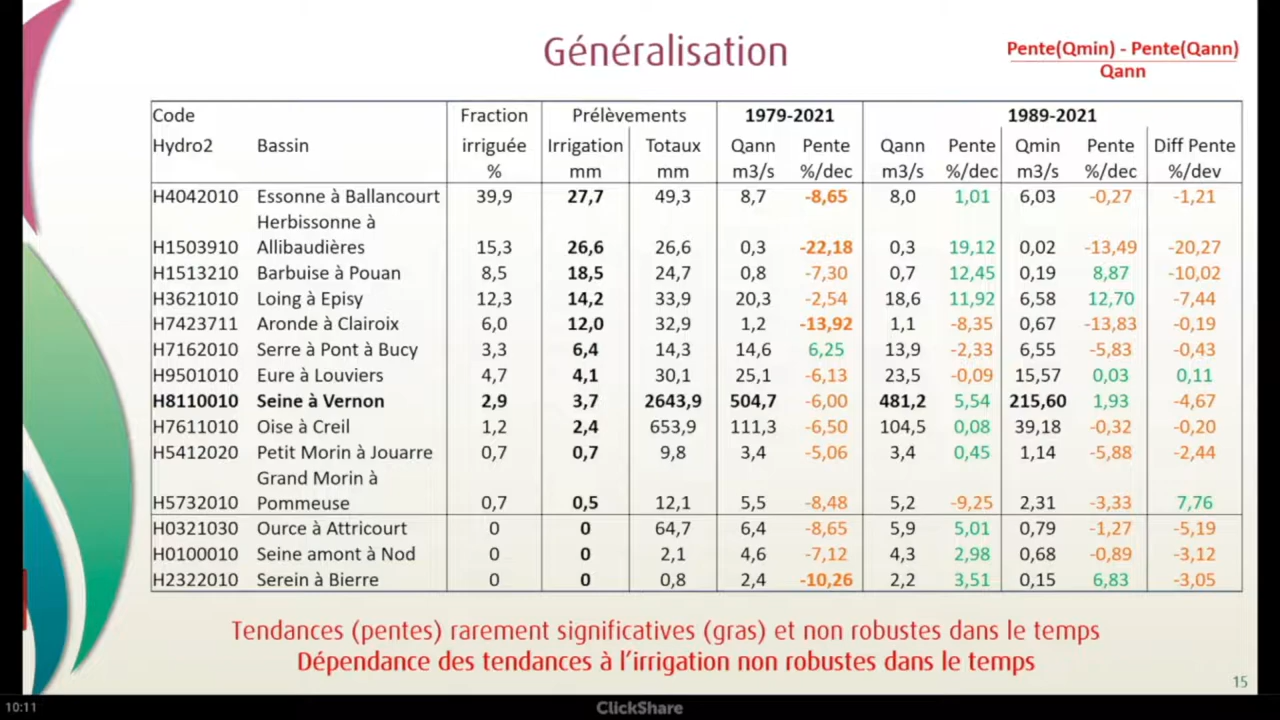 Généralisation
Pente(Qmin) - Pente(Qann)
Qann
Code Fraction Prélèvements 1979-2021 1989-2021
Hydro2 Bassin irriguée Irrigation Totaux Qann Pente Qann Pente Qmin Pente Diff Pente
% mm mm m3/s %/dec m3/s %/dec m3/s %/dec %/dev
H4042010 Essonne à Ballancourt 39,9 27,7 49,3 8,7 -8,65 8,0 1,01 6,03 -0,27 -1,21
Herbissonne à
H1503910 Allibaudières 15,3 26,6 26,6 0,3 -22,18 0,3 19,12 0,02 -13,49 -20,27
H1513210 Barbuise à Pouan 8,5 18,5 24,7 0,8 -7,30 0,7 12,45 0,19 8,87 -10,02
H3621010 Loing à Episy 12,3 14,2 33,9 20,3 -2,54 18,6 11,92 6,58 12,70 -7,44
H7423711 Aronde à Clairoix 6,0 12,0 32,9 1,2 -13,92 1,1 -8,35 0,67 -13,83 -0,19
H7162010 Serre à Pont à Bucy 3,3 6,4 14,3 14,6 6,25 13,9 -2,33 6,55 -5,83 -0,43
H9501010 Eure à Louviers 4,7 4,1 30,1 25,1 -6,13 23,5 -0,09 15,57 0,03 0,11
H8110010 Seine à Vernon 2,9 3,7 2643,9 504,7 -6,00 481,2 5,54 215,60 1,93 -4,67
H7611010 Oise à Creil 1,2 2,4 653,9 111,3 -6,50 104,5 0,08 39,18 -0,32 -0,20
H5412020 Petit Morin à Jouarre 0,7 0,7 9,8 3,4 -5,06 3,4 0,45 1,14 -5,88 -2,44
Grand Morin à
H5732010 Pommeuse 0,7 0,5 12,1 5,5 -8,48 5,2 -9,25 2,31 -3,33 7,76
H0321030 Ource à Attricourt 0 0 64,7 6,4 -8,65 5,9 5,01 0,79 -1,27 -5,19
H0100010 Seine amont à Nod 0 0 2,1 4,6 -7,12 4,3 2,98 0,68 -0,89 -3,12
H2322010 Serein à Bierre 0 0 0,8 2,4 -10,26 2,2 3,51 0,15 6,83 -3,05
Tendances (pentes) rarement significatives (gras) et non robustes dans le temps
Dépendance des tendances à l'irrigation non robustes dans le temps
15
10:11 ClickShare